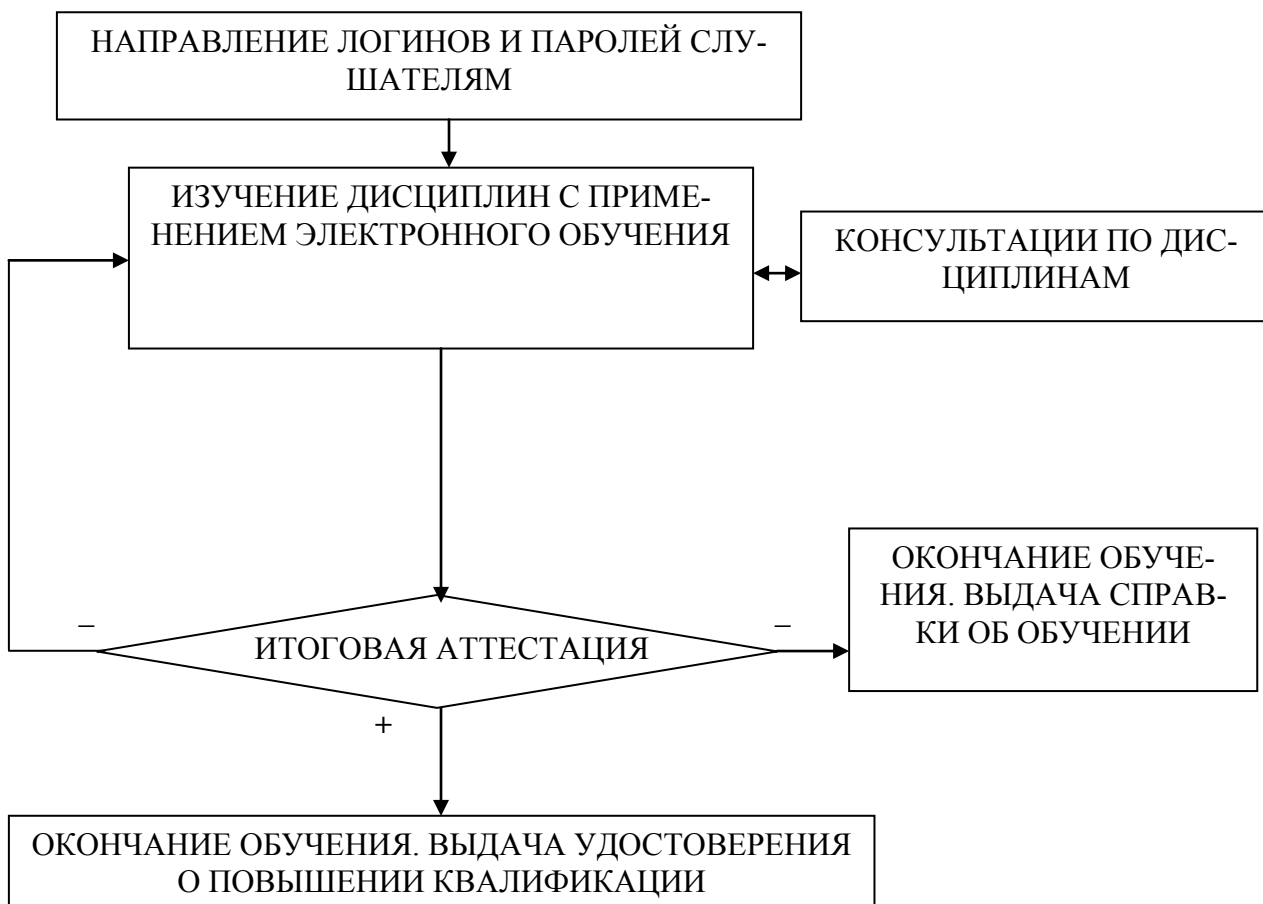 НАПРАВЛЕНИЕ ЛОГИНОВ И ПАРОЛЕЙ СЛУ-
ШАТЕЛЯМ
ИЗУЧЕНИЕ ДИСЦИПЛИН С ПРИМЕ-
НЕНИЕМ ЭЛЕКТРОННОГО ОБУЧЕНИЯ
КОНСУЛЬТАЦИИ ПО ДИС-
ЦИПЛИНАМ
ОКОНЧАНИЕ ОБУЧЕ-
НИЯ. ВЫДАЧА СПРАВ-
КИ ОБ ОБУЧЕНИИ
–
ИТОГОВАЯ АТТЕСТАЦИЯ
–
+
ОКОНЧАНИЕ ОБУЧЕНИЯ. ВЫДАЧА УДОСТОВЕРЕНИЯ
О ПОВЫШЕНИИ КВАЛИФИКАЦИИ